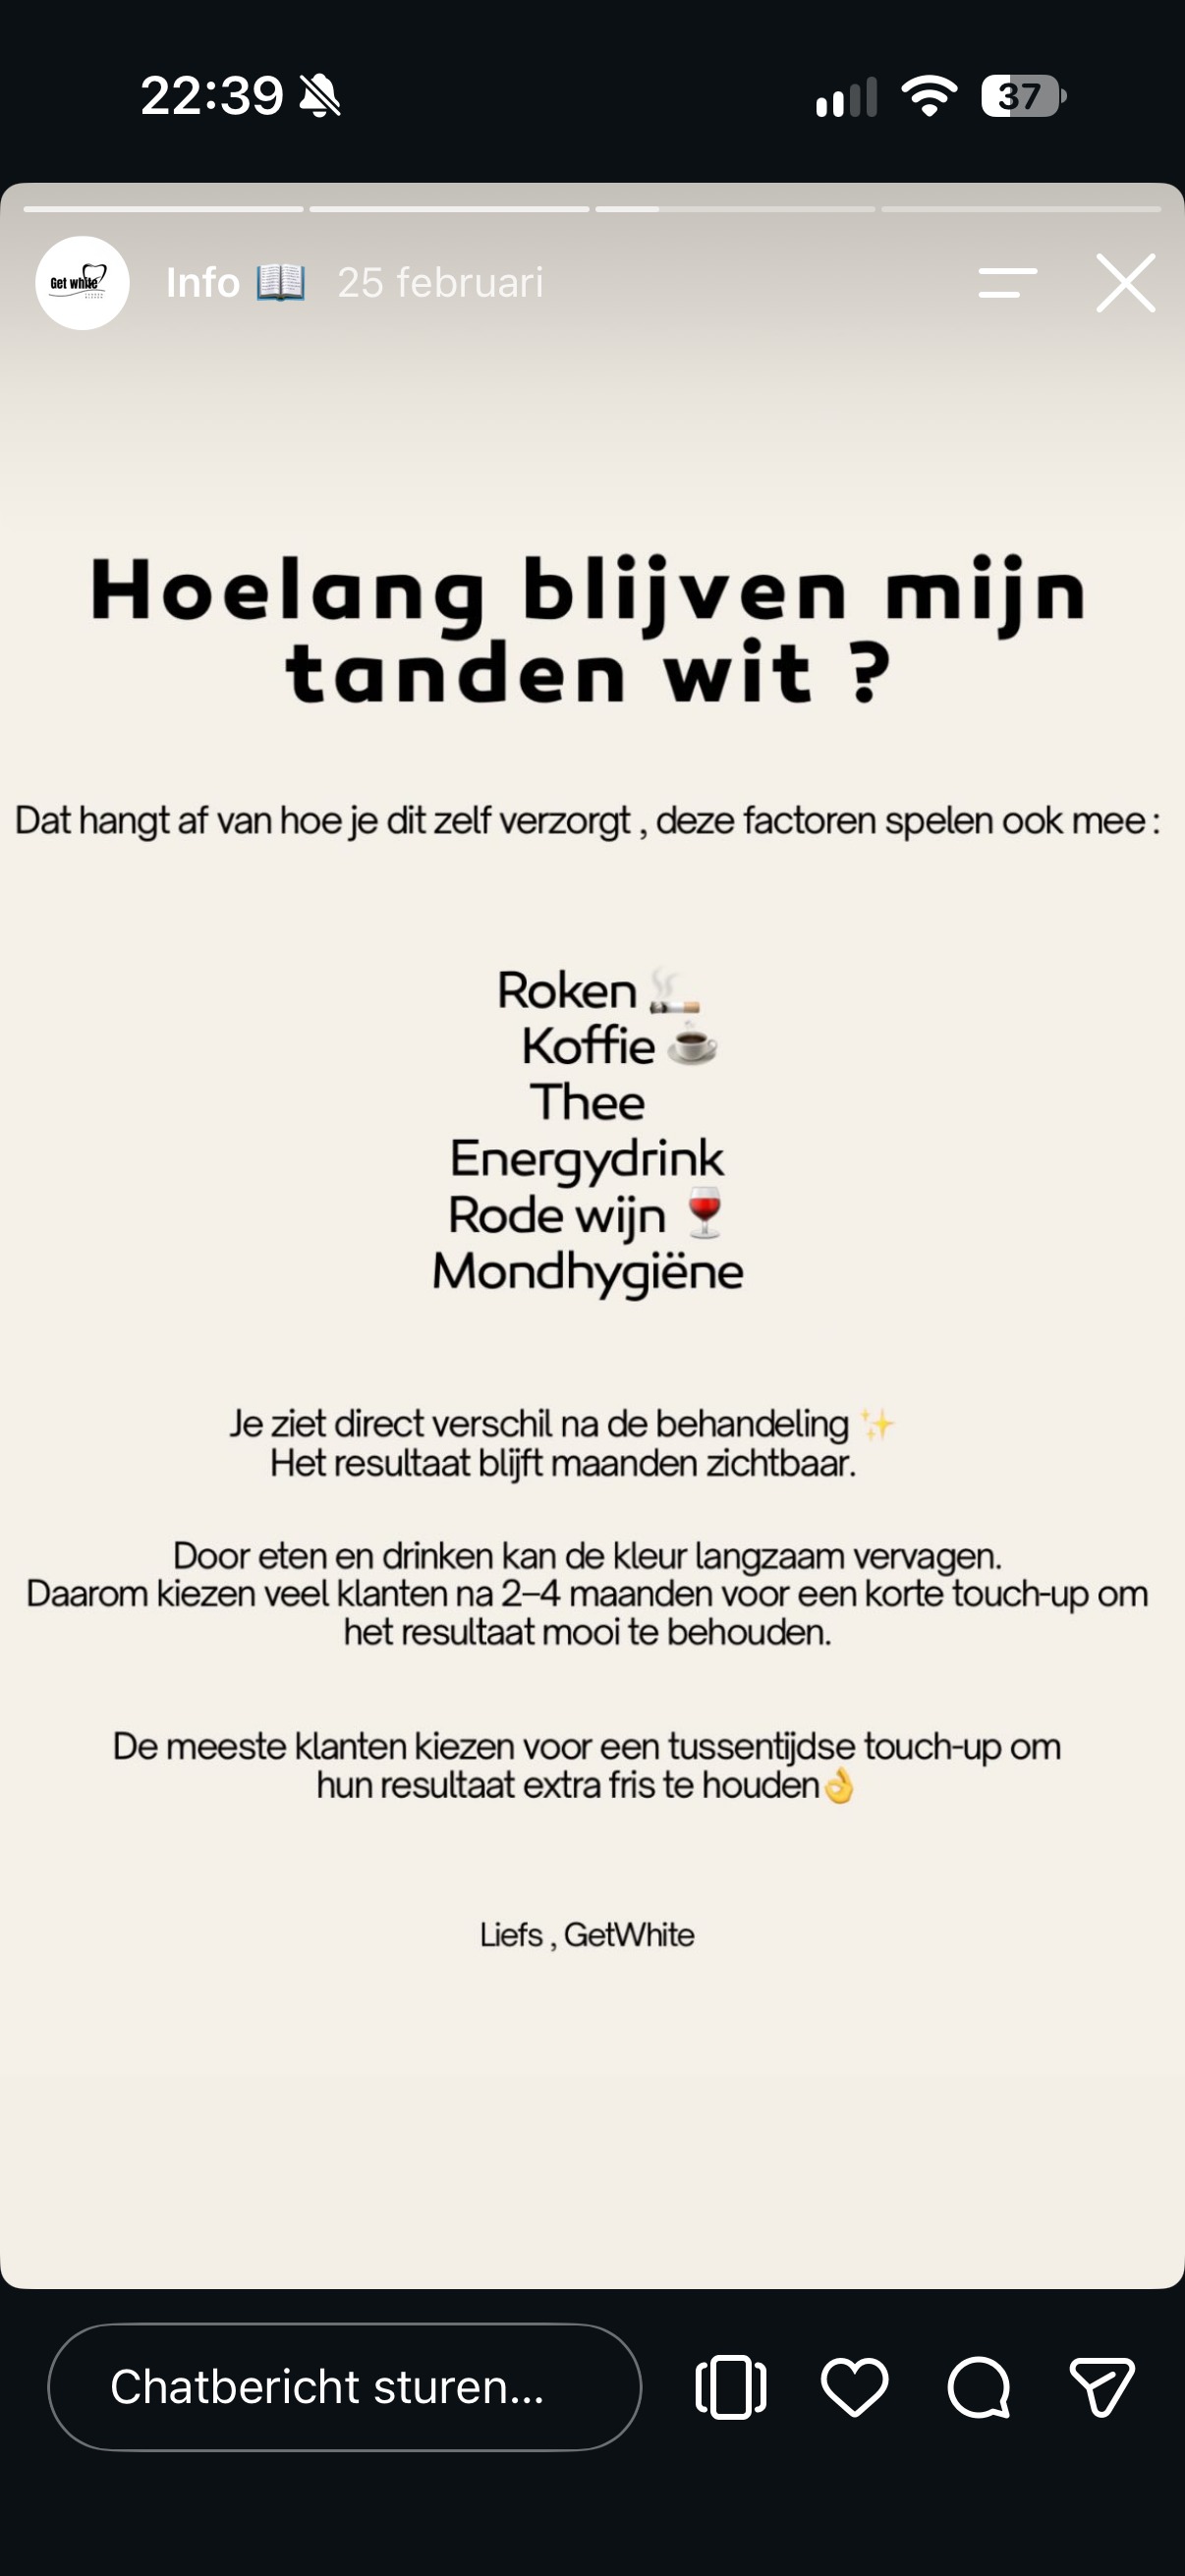 22:39
37
Get white
Info 📖 25 februari
Hoelang blijven mijn
tanden wit ?
Dat hangt af van hoe je dit zelf verzorgt , deze factoren spelen ook mee :
Roken 🚬
Koffie ☕
Thee
Energydrink
Rode wijn 🍷
Mondhygiëne
Je ziet direct verschil na de behandeling ✨
Het resultaat blijft maanden zichtbaar.
Door eten en drinken kan de kleur langzaam vervagen.
Daarom kiezen veel klanten na 2–4 maanden voor een korte touch-up om
het resultaat mooi te behouden.
De meeste klanten kiezen voor een tussentijdse touch-up om
hun resultaat extra fris te houden👌
Liefs , GetWhite
Chatbericht sturen...